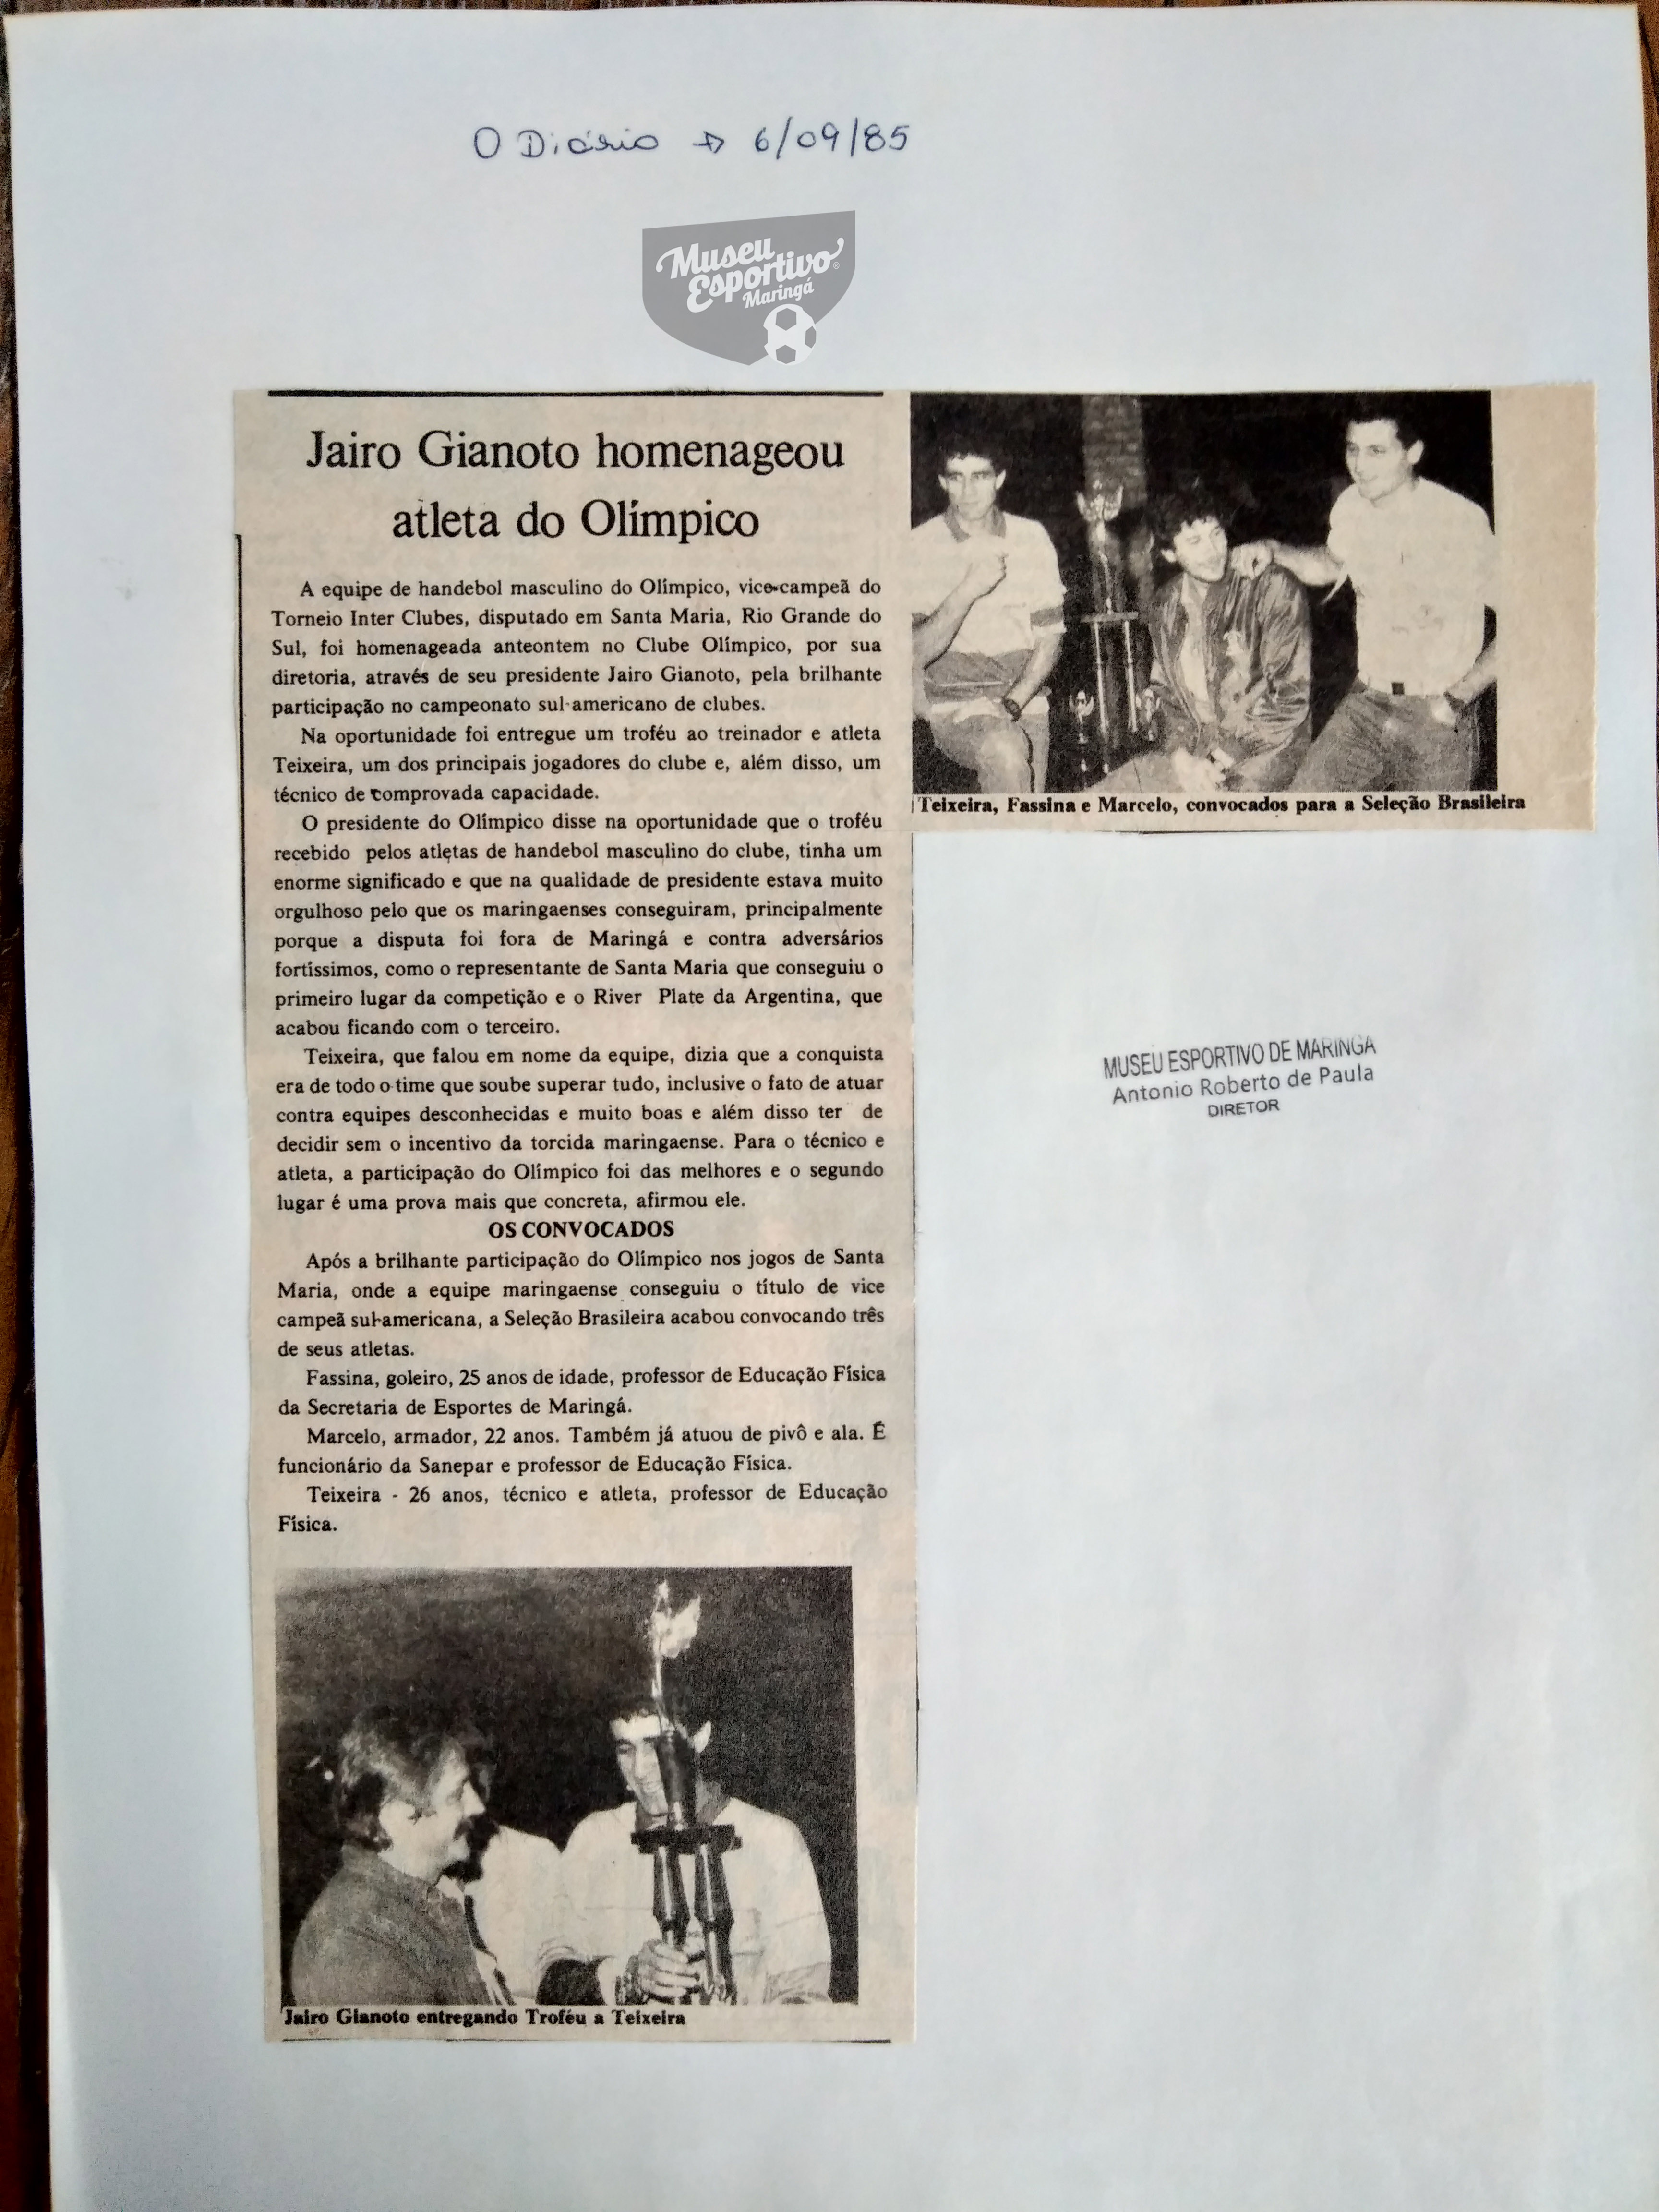 O Diário → 6/09/85
Museu
Esportivo
Maringá
Jairo Gianoto homenageou
atleta do Olímpico
A equipe de handebol masculino do Olímpico, vice-campeã do
Torneio Inter Clubes, disputado em Santa Maria, Rio Grande do
Sul, foi homenageada anteontem no Clube Olímpico, por sua
diretoria, através de seu presidente Jairo Gianoto, pela brilhante
participação no campeonato sul-americano de clubes.
Na oportunidade foi entregue um troféu ao treinador e atleta
Teixeira, um dos principais jogadores do clube e, além disso, um
técnico de comprovada capacidade.
O presidente do Olímpico disse na oportunidade que o troféu
recebido pelos atletas de handebol masculino do clube, tinha um
enorme significado e que na qualidade de presidente estava muito
orgulhoso pelo que os maringaenses conseguiram, principalmente
porque a disputa foi fora de Maringá e contra adversários
fortíssimos, como o representante de Santa Maria que conseguiu o
primeiro lugar da competição e o River Plate da Argentina, que
acabou ficando com o terceiro.
Teixeira, que falou em nome da equipe, dizia que a conquista
era de todo o time que soube superar tudo, inclusive o fato de atuar
contra equipes desconhecidas e muito boas e além disso ter de
decidir sem o incentivo da torcida maringaense. Para o técnico e
atleta, a participação do Olímpico foi das melhores e o segundo
lugar é uma prova mais que concreta, afirmou ele.
OS CONVOCADOS
Após a brilhante participação do Olímpico nos jogos de Santa
Maria, onde a equipe maringaense conseguiu o título de vice
campeã sul-americana, a Seleção Brasileira acabou convocando três
de seus atletas.
Fassina, goleiro, 25 anos de idade, professor de Educação Física
da Secretaria de Esportes de Maringá.
Marcelo, armador, 22 anos. Também já atuou de pivô e ala. É
funcionário da Sanepar e professor de Educação Física.
Teixeira - 26 anos, técnico e atleta, professor de Educação
Física.
Jairo Gianoto entregando Troféu a Teixeira
Teixeira, Fassina e Marcelo, convocados para a Seleção Brasileira
MUSEU ESPORTIVO DE MARINGÁ
Antonio Roberto de Paula
DIRETOR